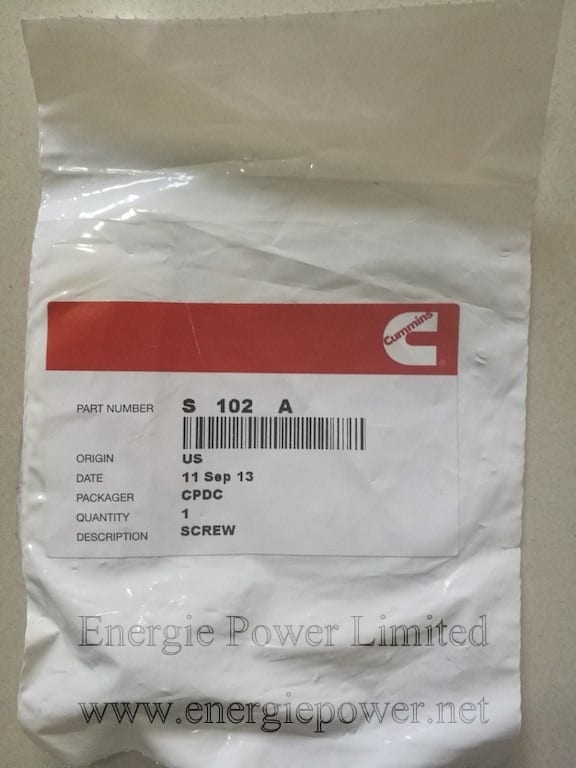 Cummins
PART NUMBER S 102 A
ORIGIN US
DATE 11 Sep 13
PACKAGER CPDC
QUANTITY 1
DESCRIPTION SCREW
Energie Power Limited
www.energiepower.net